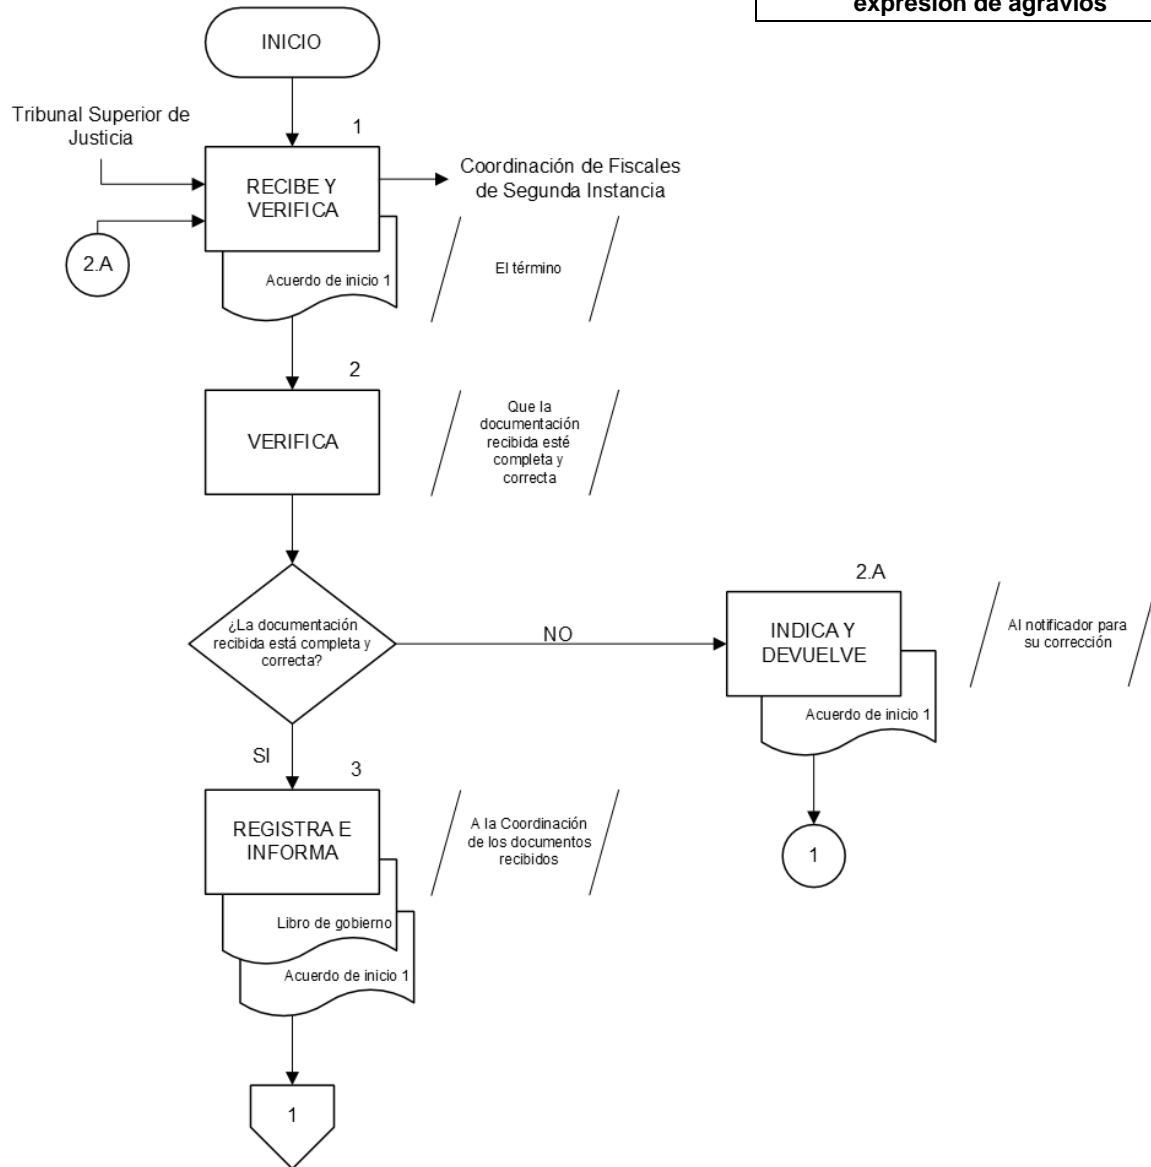 expresión de agravios
INICIO
Tribunal Superior de
Justicia
1
RECIBE Y
VERIFICA
Coordinación de Fiscales
de Segunda Instancia
2.A
Acuerdo de inicio 1
El término
2
VERIFICA
Que la
documentación
recibida esté
completa y
correcta
¿La documentación
recibida está completa y
correcta?
NO
2.A
INDICA Y
DEVUELVE
Al notificador para
su corrección
Acuerdo de inicio 1
1
SI
3
REGISTRA E
INFORMA
A la Coordinación
de los documentos
recibidos
Libro de gobierno
Acuerdo de inicio 1
1